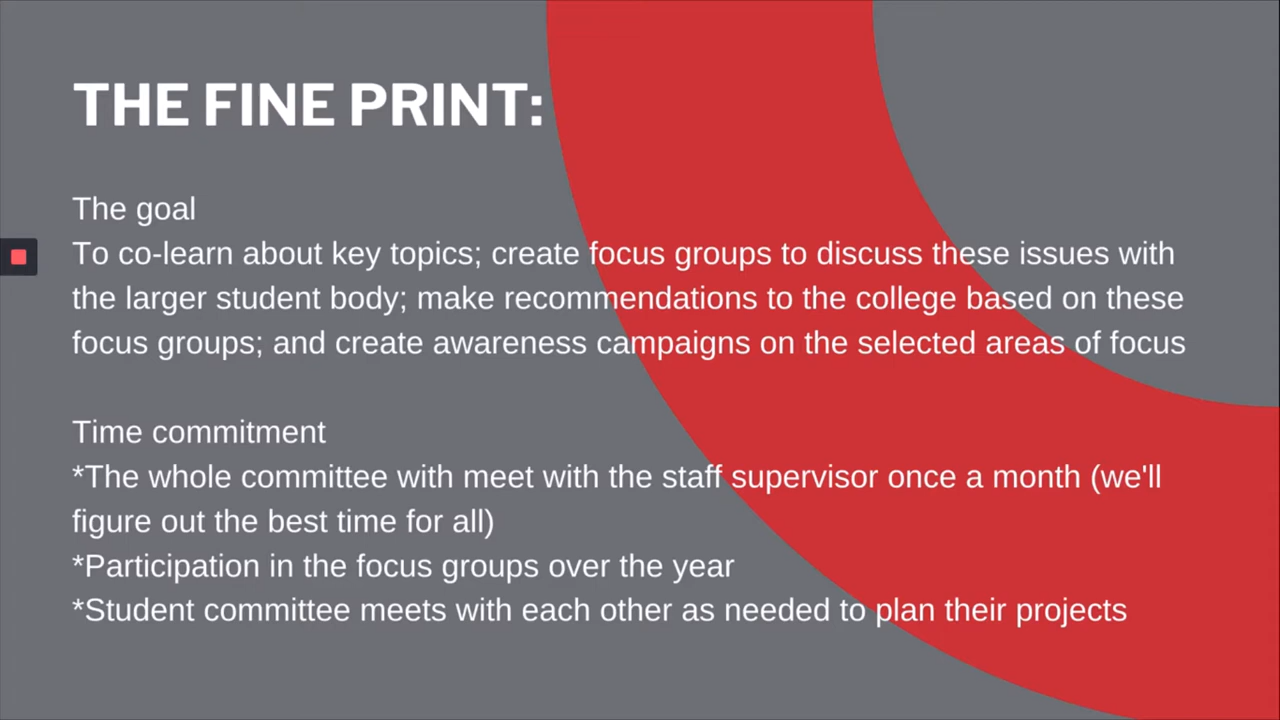 THE FINE PRINT:
The goal
To co-learn about key topics; create focus groups to discuss these issues with
the larger student body; make recommendations to the college based on these
focus groups; and create awareness campaigns on the selected areas of focus
Time commitment
*The whole committee with meet with the staff supervisor once a month (we'll
figure out the best time for all)
*Participation in the focus groups over the year
*Student committee meets with each other as needed to plan their projects